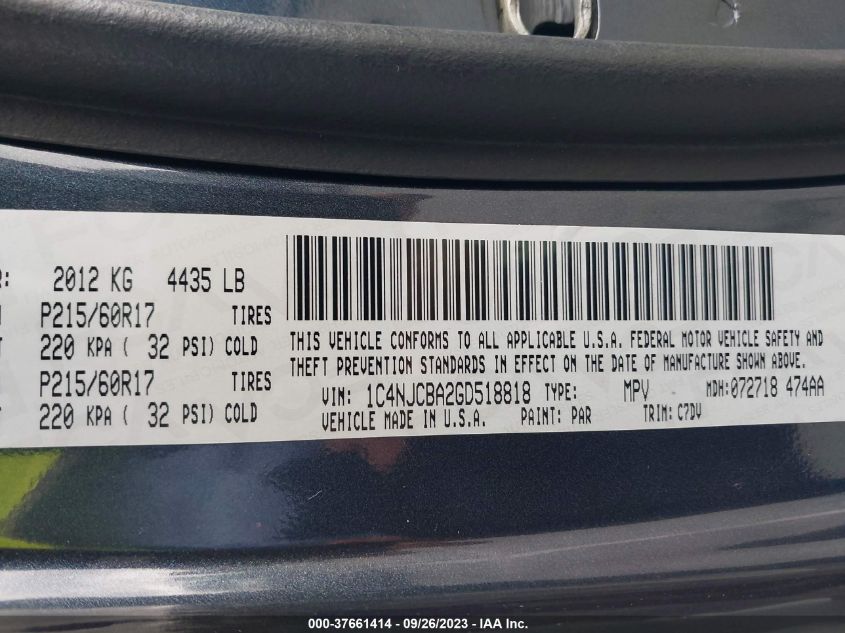 R: 2012 KG 4435 LB
P215/60R17 TIRES
220 KPA ( 32 PSI) COLD
P215/60R17 TIRES
220 KPA ( 32 PSI) COLD
THIS VEHICLE CONFORMS TO ALL APPLICABLE U.S.A. FEDERAL MOTOR VEHICLE SAFETY AND
THEFT PREVENTION STANDARDS IN EFFECT ON THE DATE OF MANUFACTURE SHOWN ABOVE.
VIN: 1C4NJCBA2GD518818 TYPE: MPV MDH:072718 474AA
VEHICLE MADE IN U.S.A. PAINT: PAR TRIM: C7DV
000-37661414 - 09/26/2023 - IAA Inc.